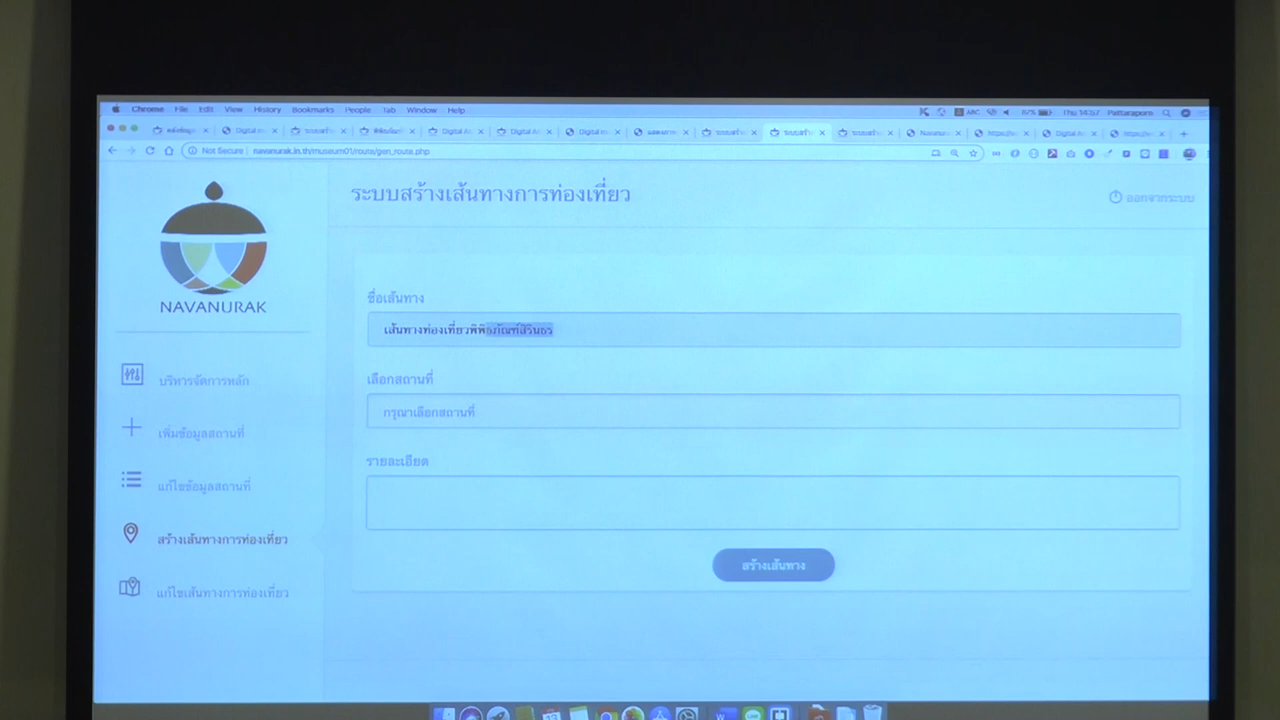 Chrome File Edit View History Bookmarks People Tab Window Help
ABC 87% Thu 14:57 Pattaraporn
Not Secure navanurak.in.th/museum01/route/gen_route.php
ระบบสร้างเส้นทางการท่องเที่ยว
ออกจากระบบ
NAVANURAK
ชื่อเส้นทาง
เส้นทางท่องเที่ยวพิพิธภัณฑ์สิรินธร
บริหารจัดการหลัก
เลือกสถานที่
กรุณาเลือกสถานที่
เพิ่มข้อมูลสถานที่
รายละเอียด
แก้ไขข้อมูลสถานที่
สร้างเส้นทางการท่องเที่ยว
สร้างเส้นทาง
แก้ไขเส้นทางการท่องเที่ยว